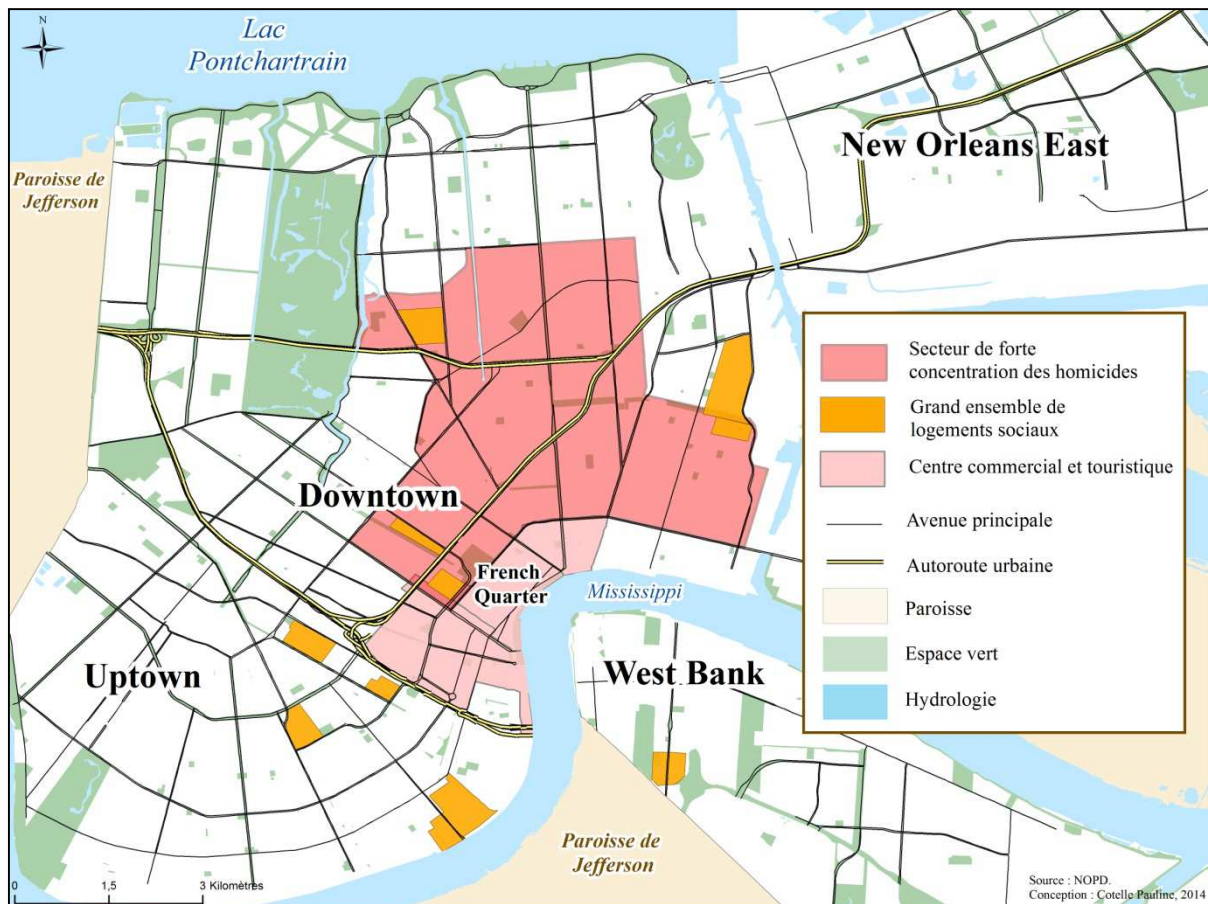 N
Lac
Pontchartrain
New Orleans East
Paroisse de
Jefferson
Downtown
French
Quarter
Mississippi
Uptown
West Bank
Paroisse de
Jefferson
Secteur de forte
concentration des homicides
Grand ensemble de
logements sociaux
Centre commercial et touristique
Avenue principale
Autoroute urbaine
Paroisse
Espace vert
Hydrologie
0 1,5 3 Kilomètres
Source : NOPD.
Conception : Cotelle Pauline, 2014